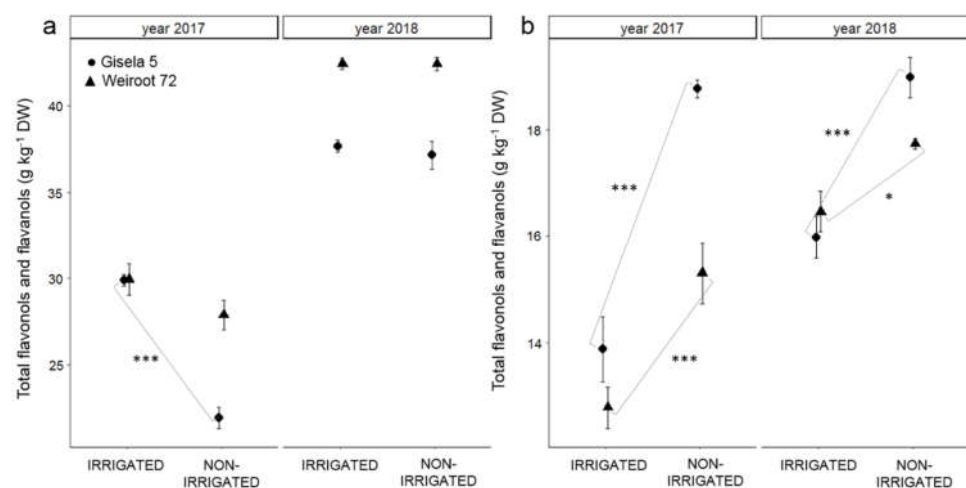 a
year 2017
year 2018
● Gisela 5
▲ Weiroot 72
Total flavonols and flavanols (g kg⁻¹ DW)
40
35
30
25
***
IRRIGATED
NON-
IRRIGATED
IRRIGATED
NON-
IRRIGATED
b
year 2017
year 2018
Total flavonols and flavanols (g kg⁻¹ DW)
18
16
14
12
***
***
***
*
IRRIGATED
NON-
IRRIGATED
IRRIGATED
NON-
IRRIGATED